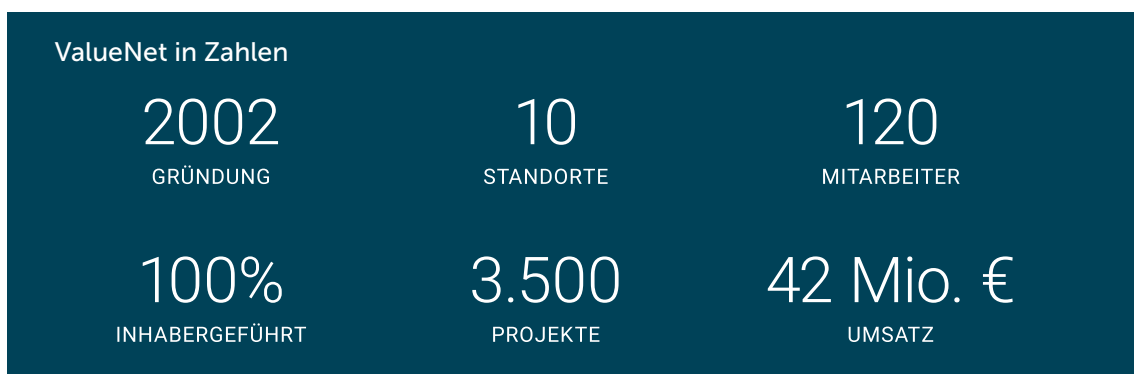 ValueNet in Zahlen
2002
10
120
GRÜNDUNG
STANDORTE
MITARBEITER
100%
3.500
42 Mio. €
INHABERGEFÜHRT
PROJEKTE
UMSATZ